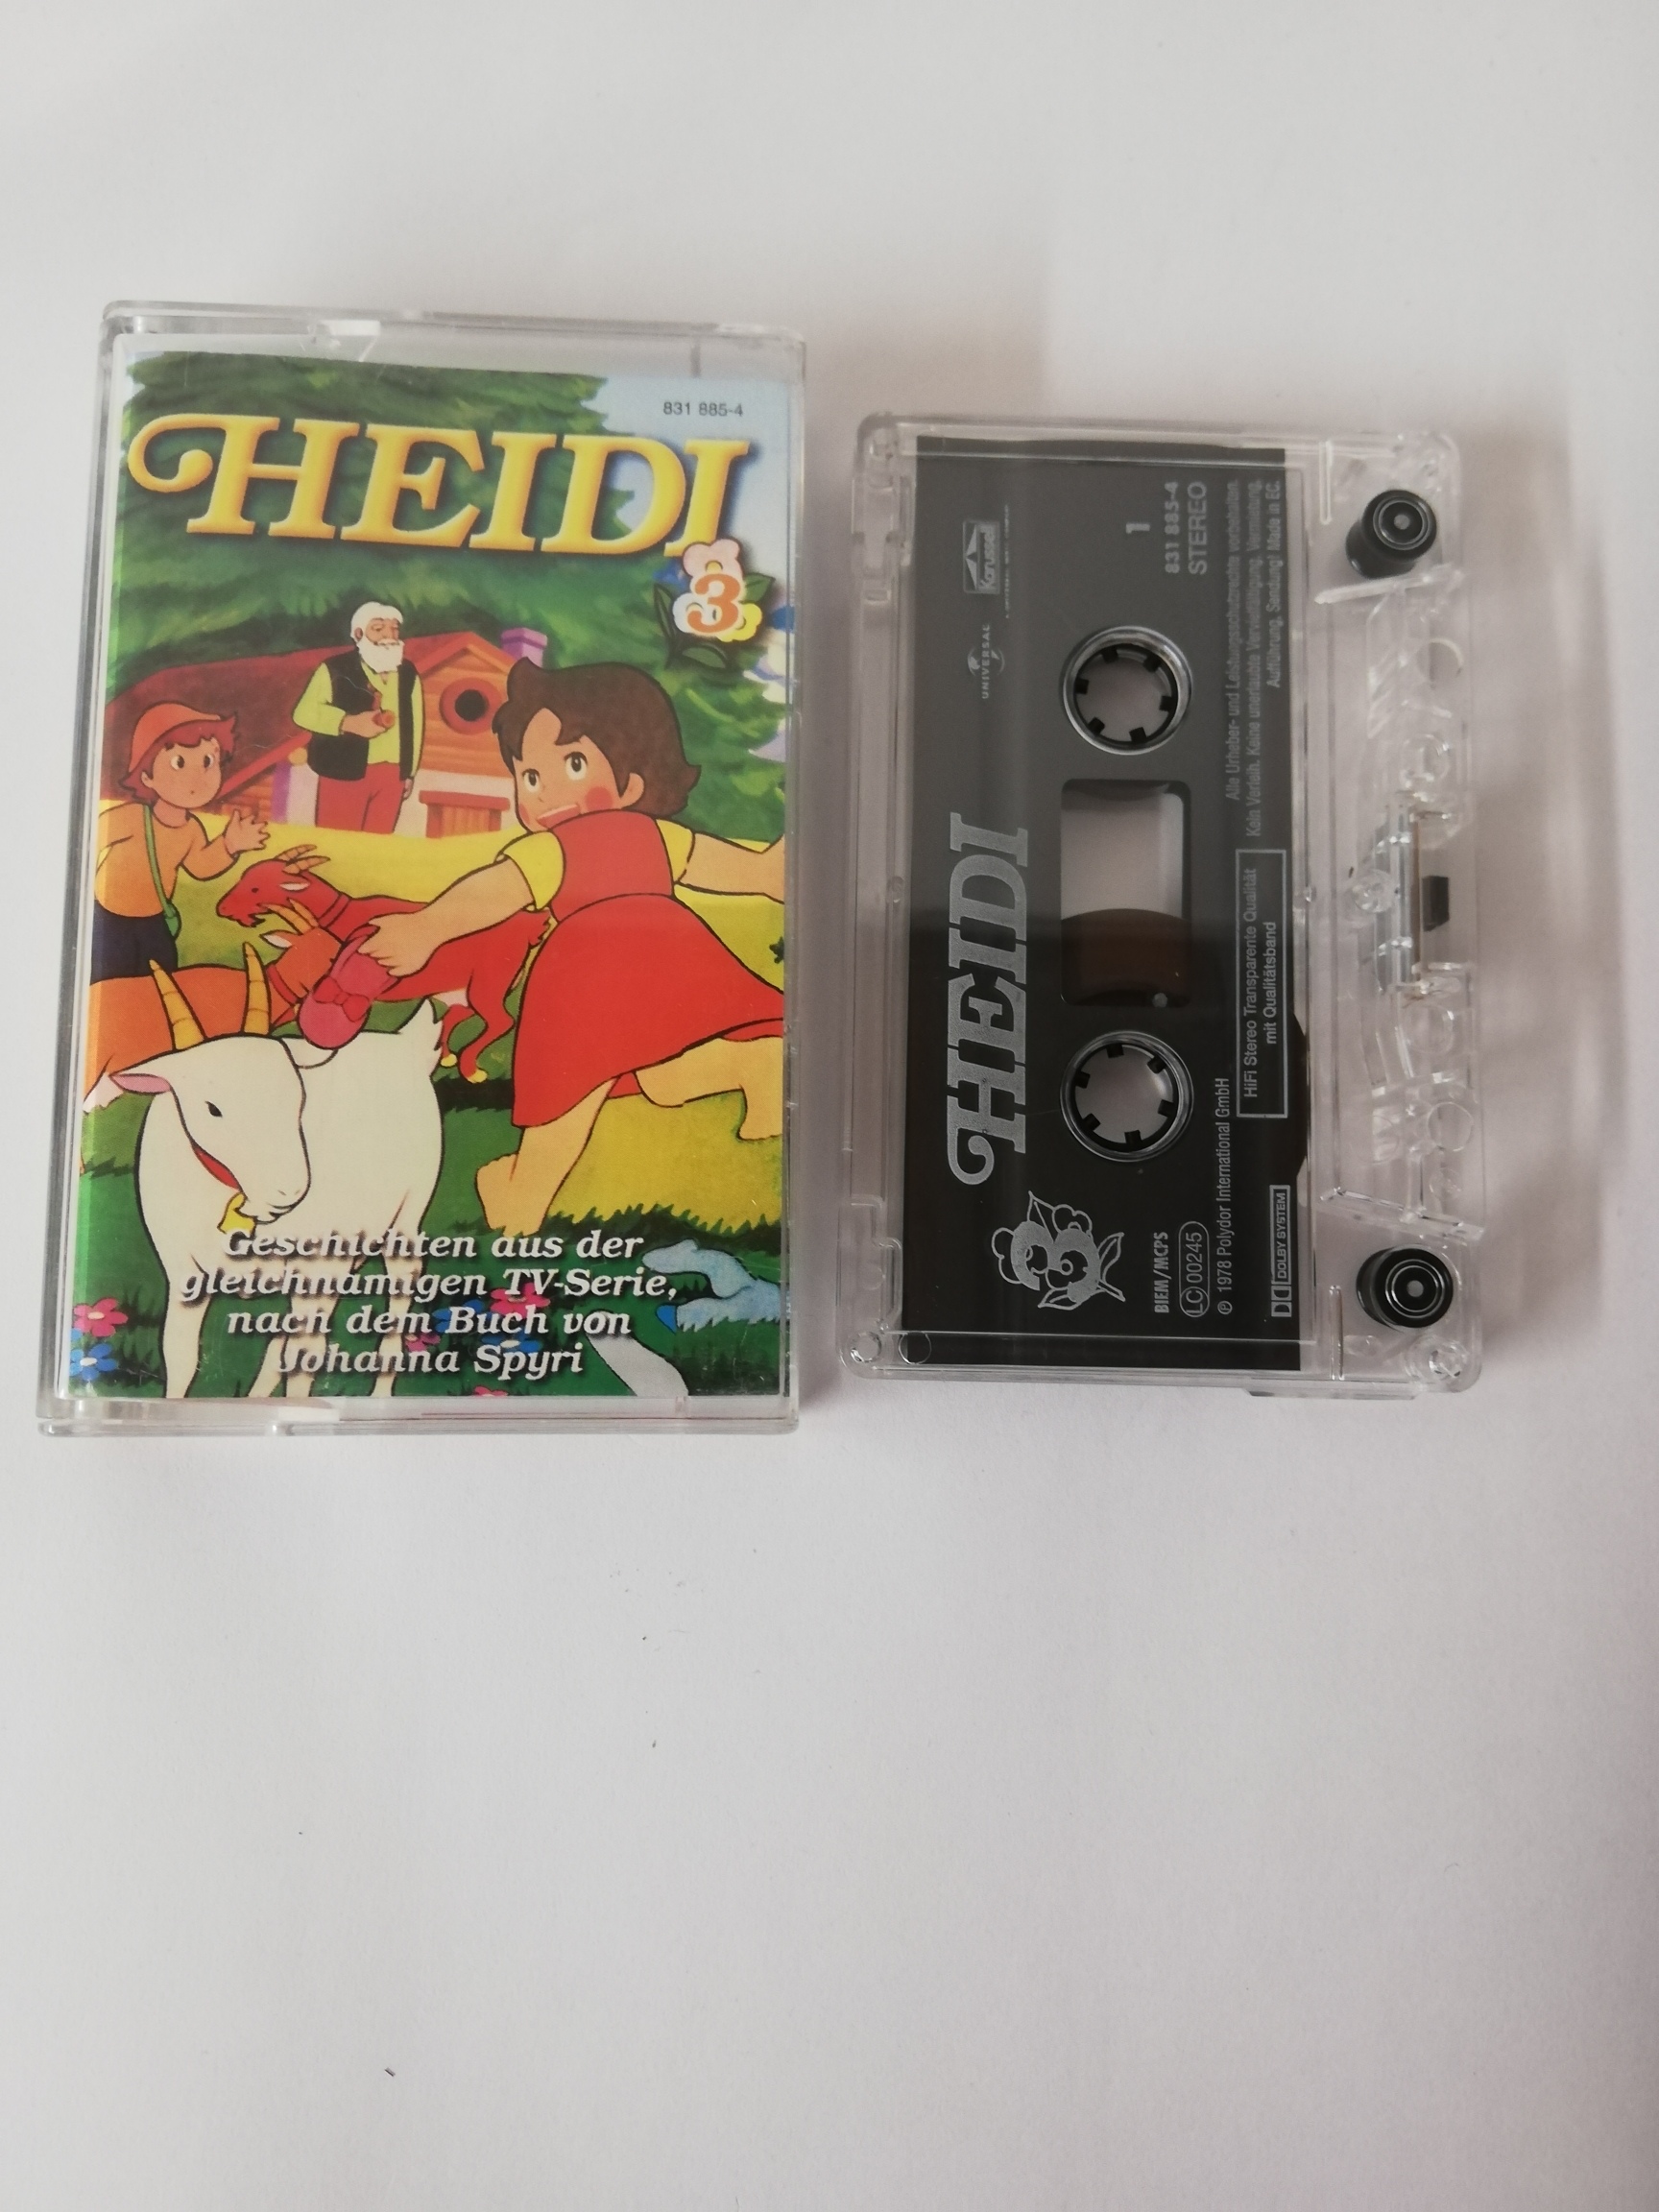 831 885-4
HEIDI
3
Geschichten aus der
gleichnamigen TV-Serie,
nach dem Buch von
Johanna Spyri
HEIDI
UNIVERSAL
Karussell
1
831 885-4
STEREO
BIEM/MCPS
LC 00245
℗ 1978 Polydor International GmbH
Alle Urheber- und Leistungsschutzrechte vorbehalten.
Kein Verleih. Keine unerlaubte Vervielfältigung, Vermietung,
Aufführung, Sendung! Made in EC.
HiFi Stereo Transparente Qualität
mit Qualitätsband
DOLBY SYSTEM